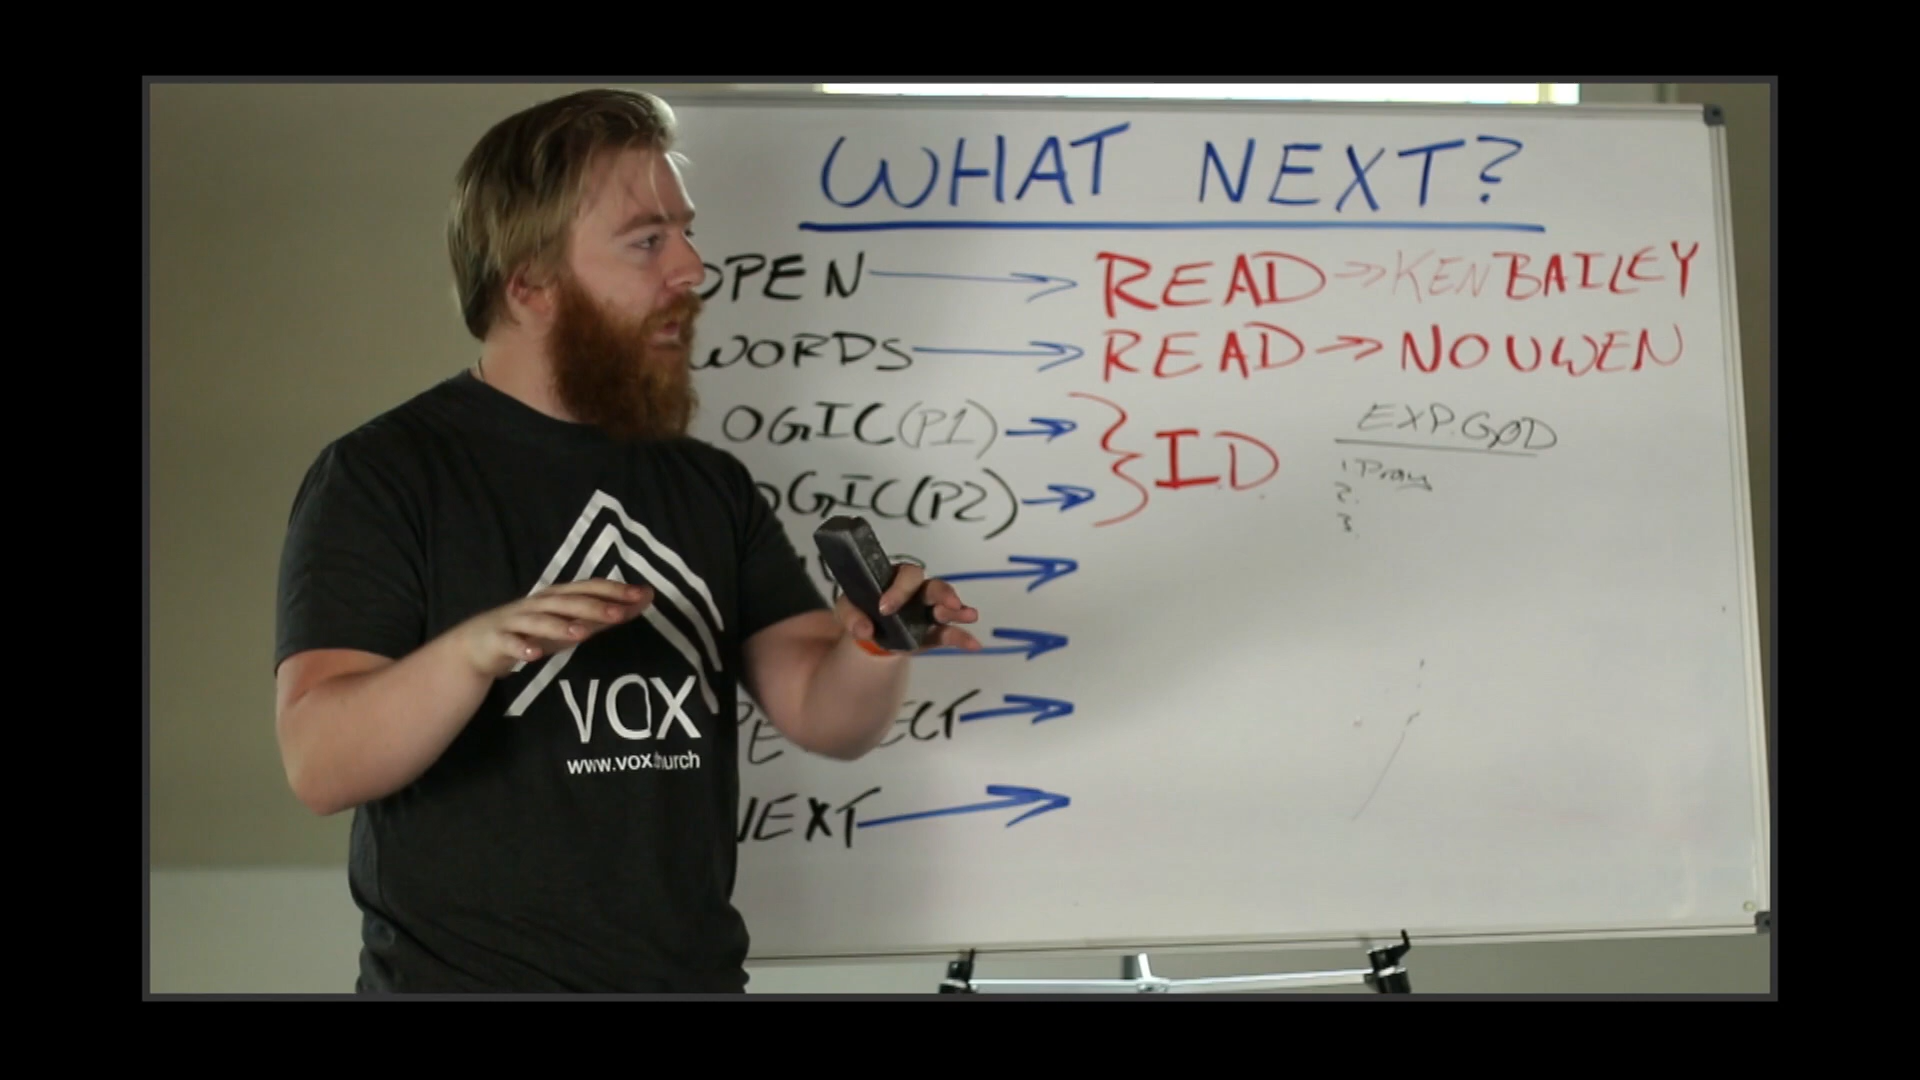 WHAT NEXT?
OPEN READ KEN BAILEY
WORDS READ NOUWEN
OGIC (P1) I.D. EXP. GOD
OGIC (P2) 1. Pray
2.
3.
PE ECT
NEXT
VOX
www.vox.church